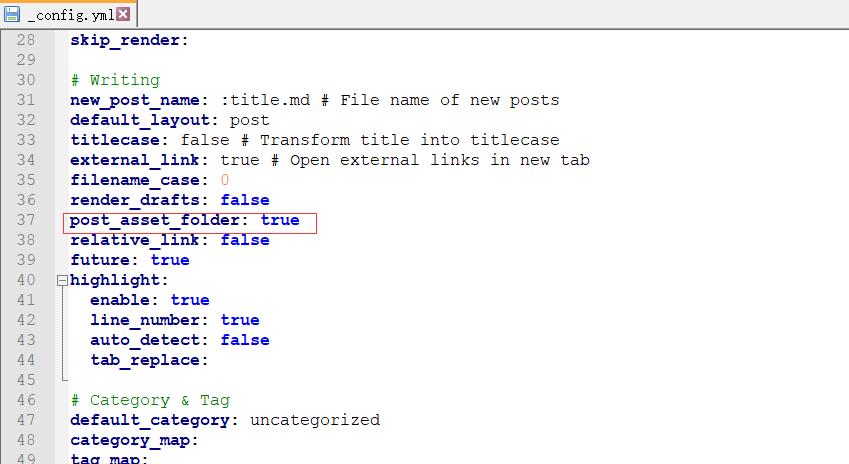 _config.yml
28 skip_render:
29
30 # Writing
31 new_post_name: :title.md # File name of new posts
32 default_layout: post
33 titlecase: false # Transform title into titlecase
34 external_link: true # Open external links in new tab
35 filename_case: 0
36 render_drafts: false
37 post_asset_folder: true
38 relative_link: false
39 future: true
40 highlight:
41   enable: true
42   line_number: true
43   auto_detect: false
44   tab_replace:
45
46 # Category & Tag
47 default_category: uncategorized
48 category_map:
49 tag_map: